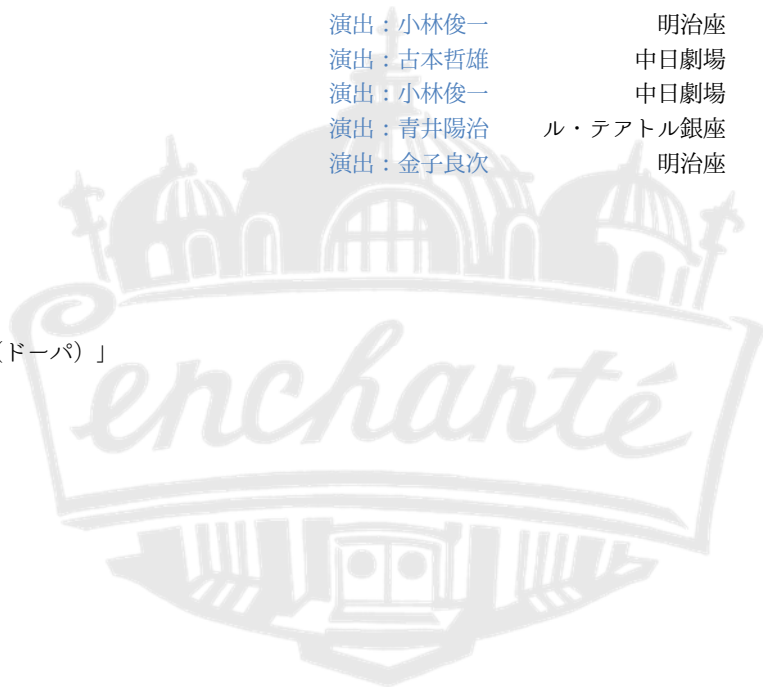 演出：小林俊一 明治座
演出：古本哲雄 中日劇場
演出：小林俊一 中日劇場
演出：青井陽治 ル・テアトル銀座
演出：金子良次 明治座
（ドーパ）」
enchanté